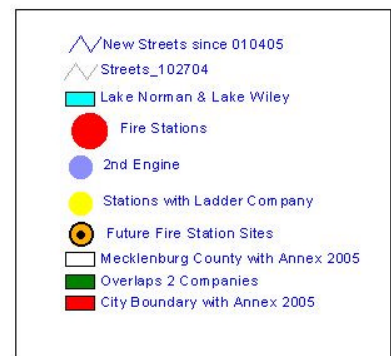 New Streets since 010405
Streets_102704
Lake Norman & Lake Wiley
Fire Stations
2nd Engine
Stations with Ladder Company
Future Fire Station Sites
Mecklenburg County with Annex 2005
Overlaps 2 Companies
City Boundary with Annex 2005